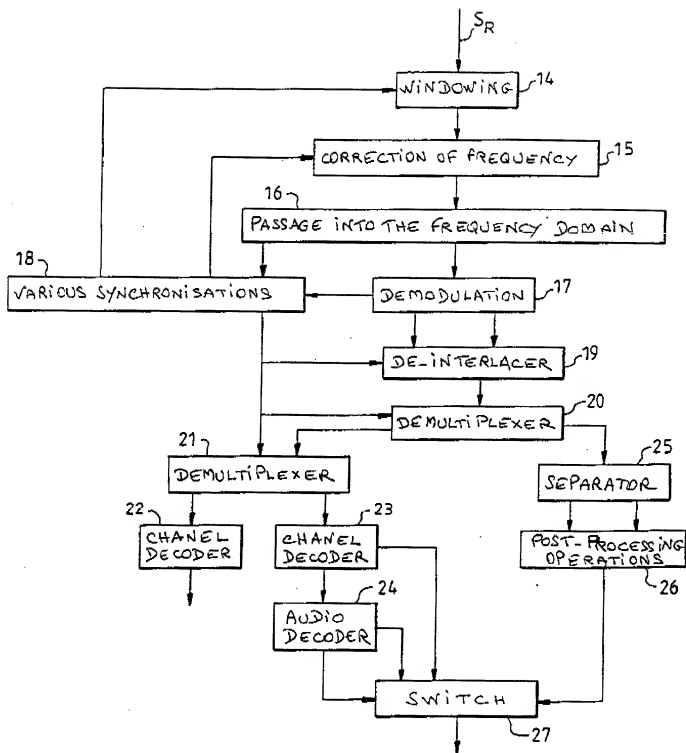 SR
WINDOWING
14
CORRECTION OF FREQUENCY
15
16
PASSAGE INTO THE FREQUENCY DOMAIN
18
VARIOUS SYNCHRONISATIONS
DEMODULATION
17
DE-INTERLACER
19
DEMULTIPLEXER
20
21
DEMULTIPLEXER
25
SEPARATOR
22
CHANEL
DECODER
23
CHANEL
DECODER
POST-PROCESSING
OPERATIONS
26
24
AUDIO
DECODER
SWITCH
27